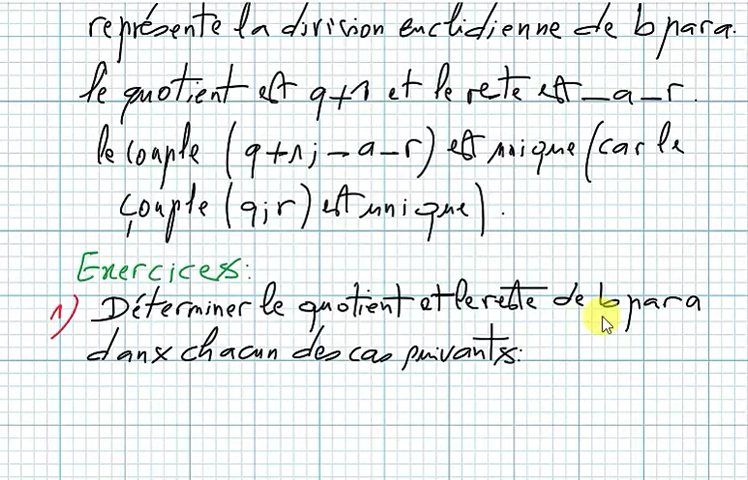 représente la division euclidienne de b par a.
le quotient est q+1 et le reste est -a-r.
le couple (q+1; -a-r) est unique (car le
couple (q;r) est unique).
Exercices:
1) Déterminer le quotient et le reste de b par a
dans chacun des cas suivants: